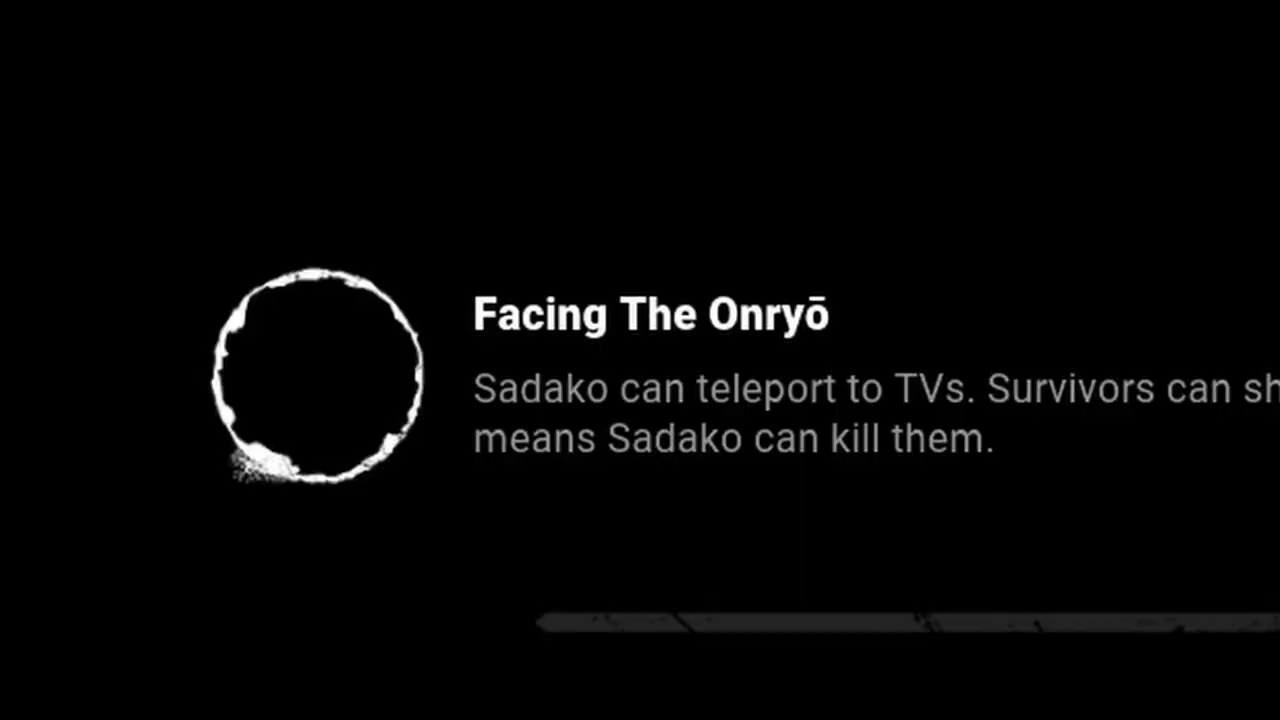 Facing The Onryō
Sadako can teleport to TVs. Survivors can sh
means Sadako can kill them.